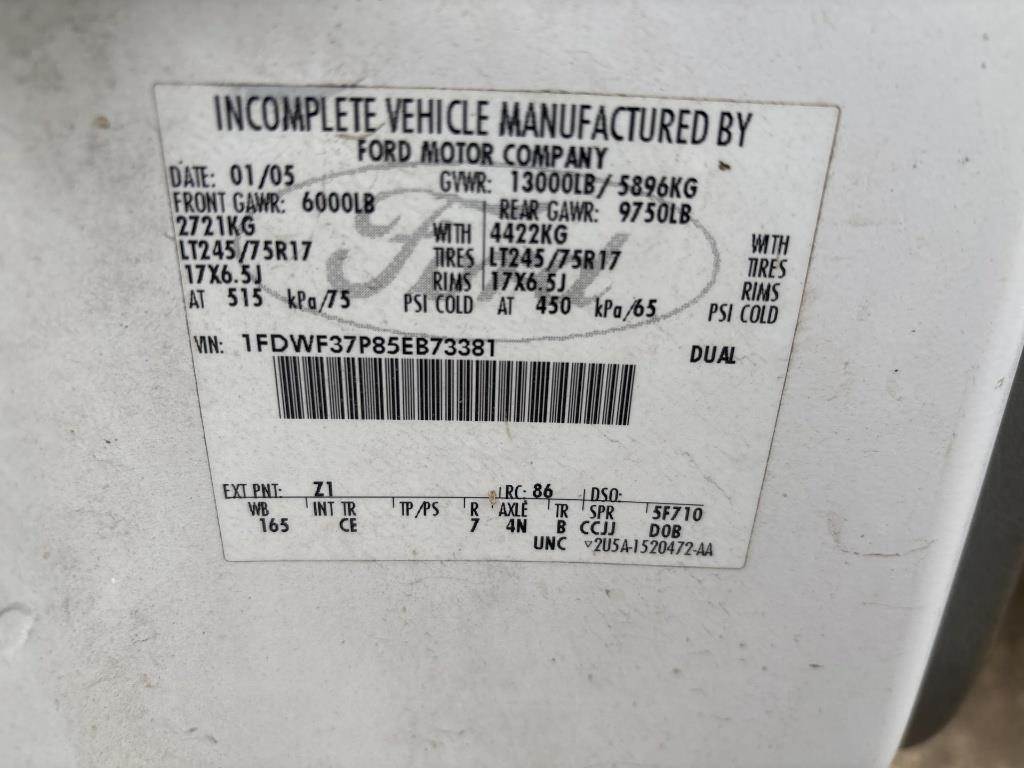 INCOMPLETE VEHICLE MANUFACTURED BY
FORD MOTOR COMPANY
DATE: 01/05 GVWR: 13000LB/ 5896KG
FRONT GAWR: 6000LB REAR GAWR: 9750LB
2721KG WITH 4422KG WITH
LT245/75R17 TIRES LT245/75R17 TIRES
17X6.5J RIMS 17X6.5J RIMS
AT 515 kPa/75 PSI COLD AT 450 kPa/65 PSI COLD
VIN: 1FDWF37P85EB73381 DUAL
Ford
EXT PNT: Z1 RC: 86 DSO:
WB INT TR TP/PS R AXLE TR SPR 5F710
165 CE 7 4N B CCJJ DOB
UNC 2U5A-1520472-AA